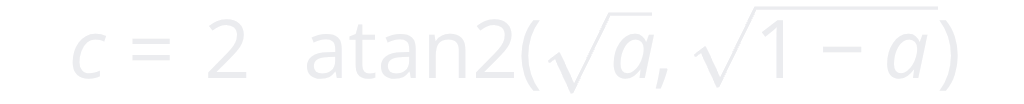 c = 2 atan2(√a, √1 − a)